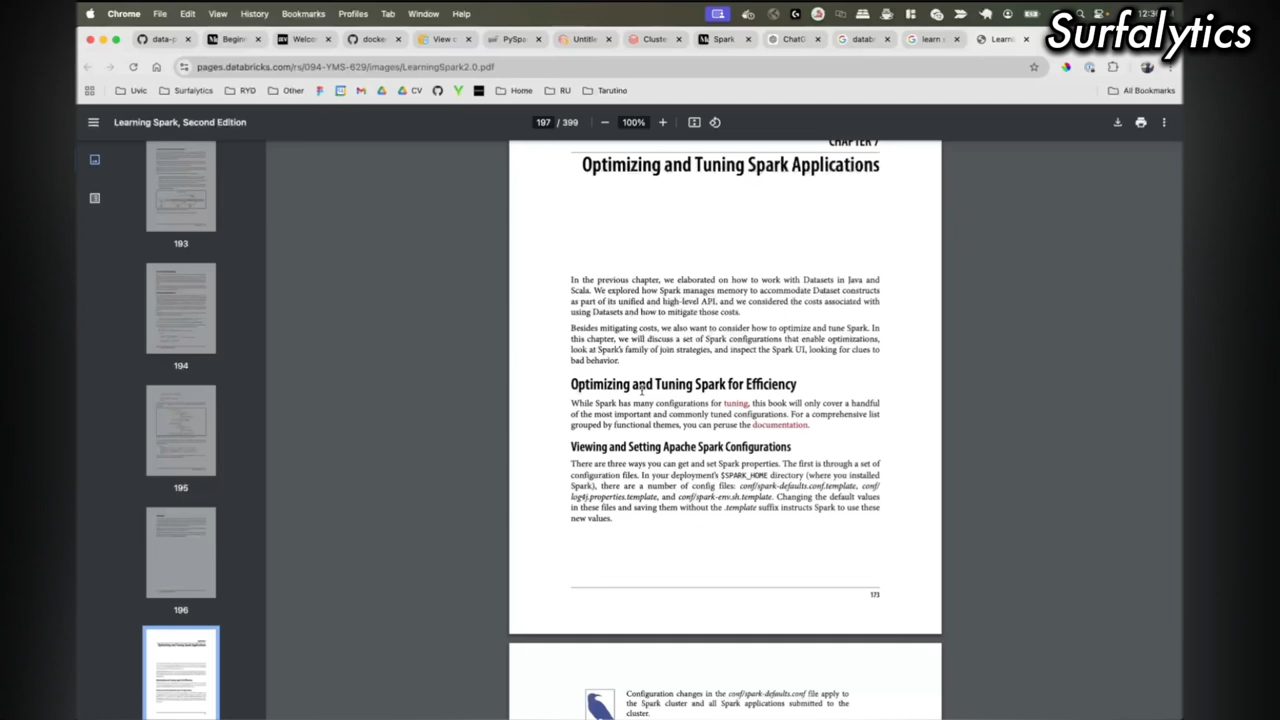 Chrome File Edit View History Bookmarks Profiles Tab Window Help
Surfalytics
data-p Begin Welco docke View c PySpo Untitle Cluste Spark ChatG datab learn s Learni
pages.databricks.com/rs/094-YMS-629/images/LearningSpark2.0.pdf
Uvic Surfalytics RYD Other CV Home RU Tarutino All Bookmarks
Learning Spark, Second Edition 197 / 399 100%
193
194
195
196
CHAPTER 7
Optimizing and Tuning Spark Applications
In the previous chapter, we elaborated on how to work with Datasets in Java and
Scala. We explored how Spark manages memory to accommodate Dataset constructs
as part of its unified and high-level API, and we considered the costs associated with
using Datasets and how to mitigate those costs.
Besides mitigating costs, we also want to consider how to optimize and tune Spark. In
this chapter, we will discuss a set of Spark configurations that enable optimizations,
look at Spark's family of join strategies, and inspect the Spark UI, looking for clues to
bad behavior.
Optimizing and Tuning Spark for Efficiency
While Spark has many configurations for tuning, this book will only cover a handful
of the most important and commonly tuned configurations. For a comprehensive list
grouped by functional themes, you can peruse the documentation.
Viewing and Setting Apache Spark Configurations
There are three ways you can get and set Spark properties. The first is through a set of
configuration files. In your deployment's $SPARK_HOME directory (where you installed
Spark), there are a number of config files: conf/spark-defaults.conf.template, conf/
log4j.properties.template, and conf/spark-env.sh.template. Changing the default values
in these files and saving them without the .template suffix instructs Spark to use these
new values.
173
Configuration changes in the conf/spark-defaults.conf file apply to
the Spark cluster and all Spark applications submitted to the
cluster.